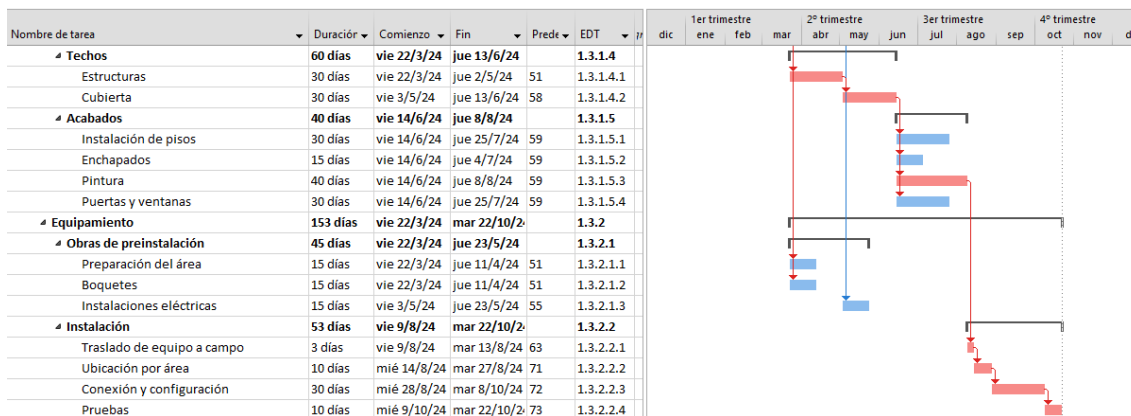 1er trimestre 2º trimestre 3er trimestre 4º trimestre
Nombre de tarea Duración Comienzo Fin Prede EDT dic ene feb mar abr may jun jul ago sep oct nov d
Techos 60 días vie 22/3/24 jue 13/6/24 1.3.1.4
Estructuras 30 días vie 22/3/24 jue 2/5/24 51 1.3.1.4.1
Cubierta 30 días vie 3/5/24 jue 13/6/24 58 1.3.1.4.2
Acabados 40 días vie 14/6/24 jue 8/8/24 1.3.1.5
Instalación de pisos 30 días vie 14/6/24 jue 25/7/24 59 1.3.1.5.1
Enchapados 15 días vie 14/6/24 jue 4/7/24 59 1.3.1.5.2
Pintura 40 días vie 14/6/24 jue 8/8/24 59 1.3.1.5.3
Puertas y ventanas 30 días vie 14/6/24 jue 25/7/24 59 1.3.1.5.4
Equipamiento 153 días vie 22/3/24 mar 22/10/2 1.3.2
Obras de preinstalación 45 días vie 22/3/24 jue 23/5/24 1.3.2.1
Preparación del área 15 días vie 22/3/24 jue 11/4/24 51 1.3.2.1.1
Boquetes 15 días vie 22/3/24 jue 11/4/24 51 1.3.2.1.2
Instalaciones eléctricas 15 días vie 3/5/24 jue 23/5/24 55 1.3.2.1.3
Instalación 53 días vie 9/8/24 mar 22/10/2 1.3.2.2
Traslado de equipo a campo 3 días vie 9/8/24 mar 13/8/24 63 1.3.2.2.1
Ubicación por área 10 días mié 14/8/24 mar 27/8/24 71 1.3.2.2.2
Conexión y configuración 30 días mié 28/8/24 mar 8/10/24 72 1.3.2.2.3
Pruebas 10 días mié 9/10/24 mar 22/10/2 73 1.3.2.2.4